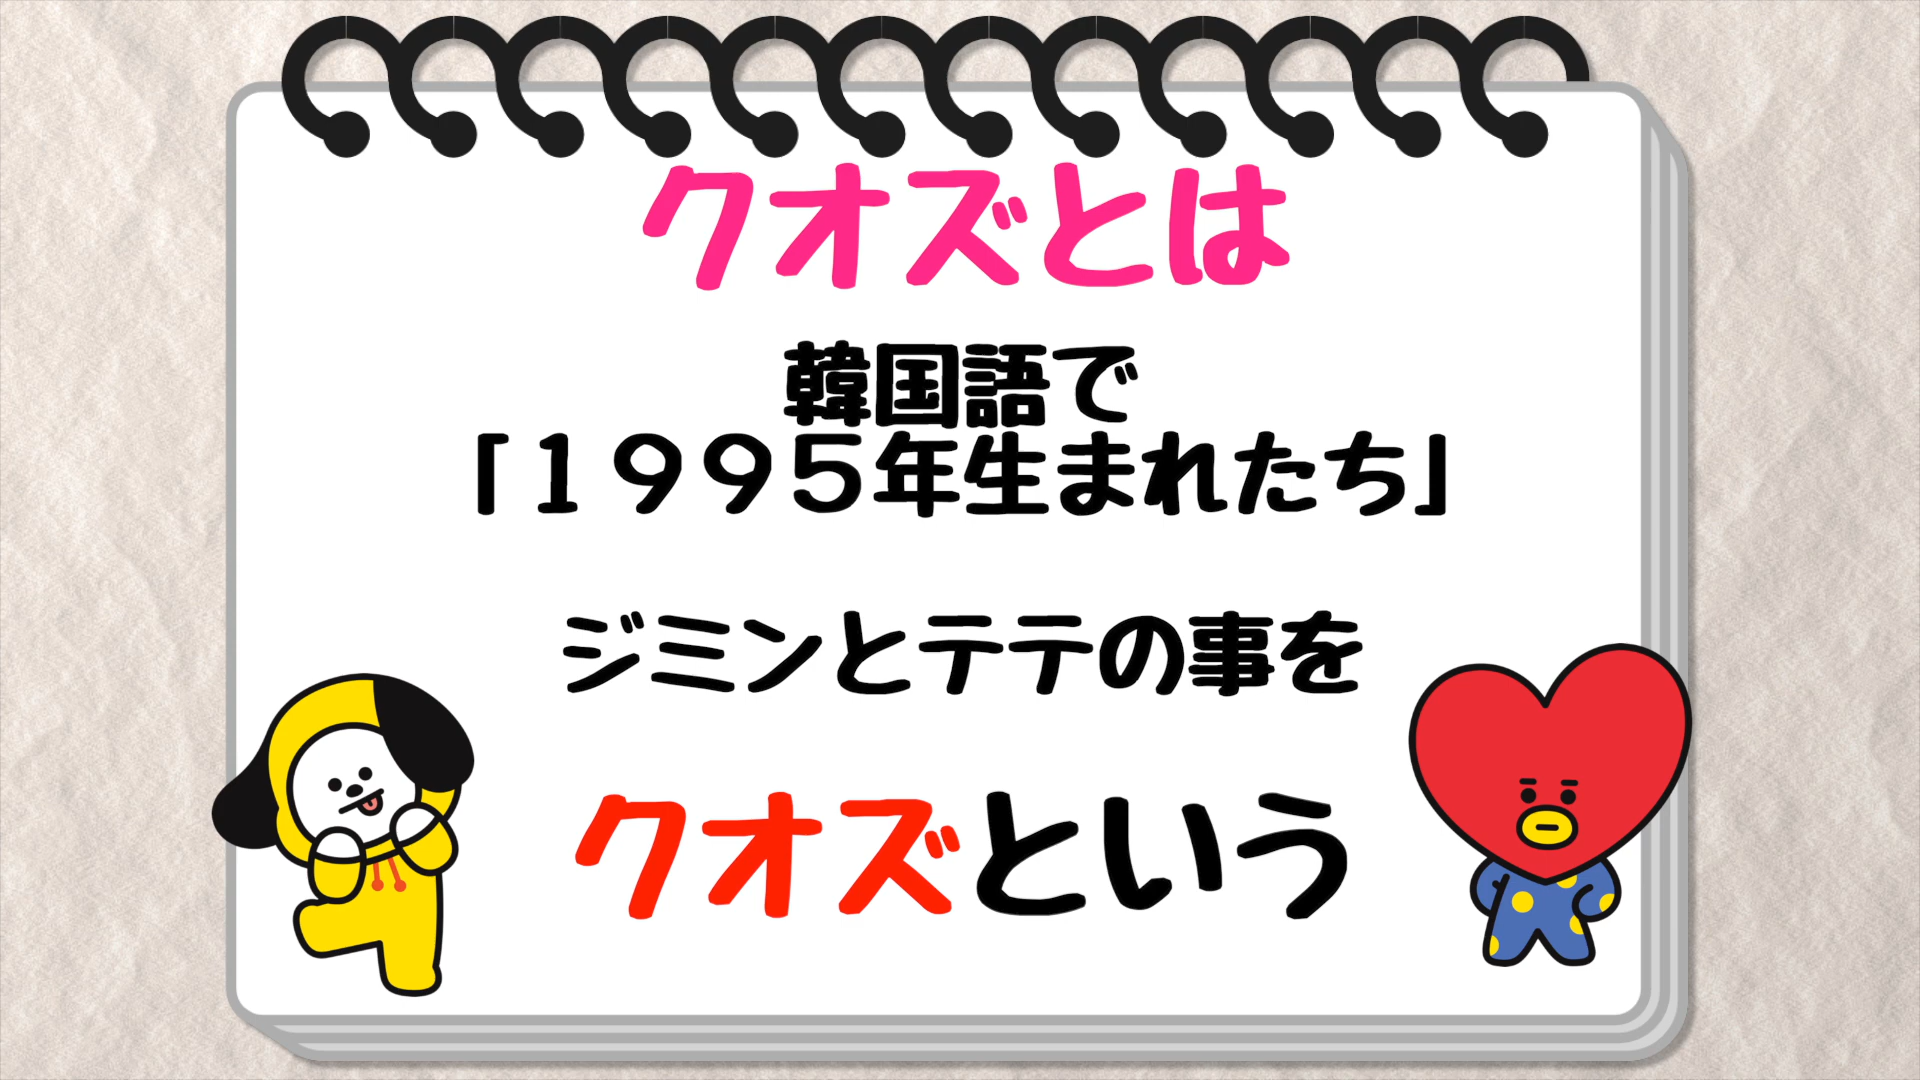 クオズとは
韓国語で
「１９９５年生まれたち」
ジミンとテテの事を
クオズという